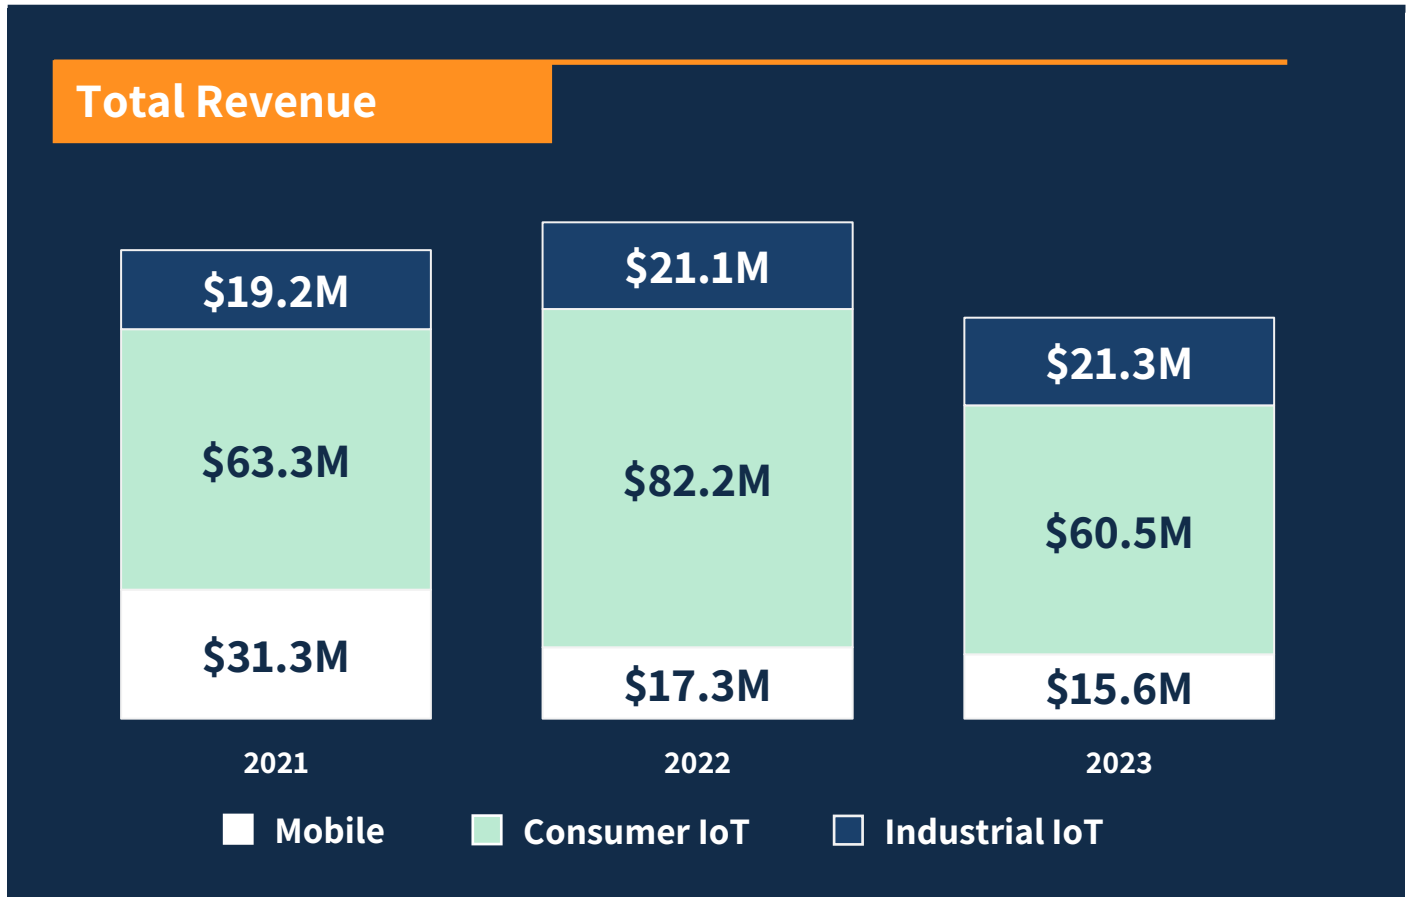 Total Revenue
$19.2M
$63.3M
$31.3M
2021
$21.1M
$82.2M
$17.3M
2022
$21.3M
$60.5M
$15.6M
2023
Mobile
Consumer IoT
Industrial IoT